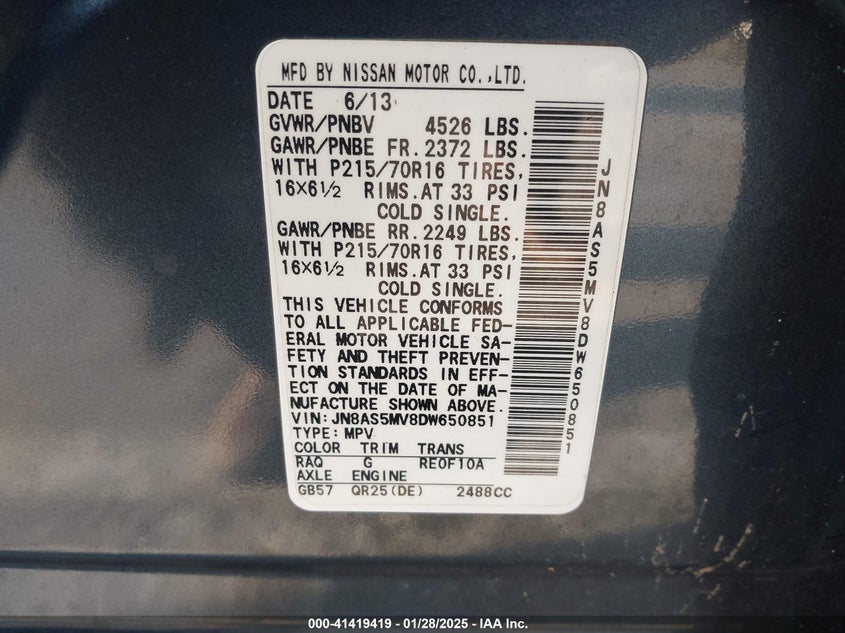 MFD BY NISSAN MOTOR CO.,LTD.
DATE 6/13
GVWR/PNBV 4526 LBS.
GAWR/PNBE FR.2372 LBS.
WITH P215/70R16 TIRES,
16×6½ RIMS.AT 33 PSI
COLD SINGLE.
GAWR/PNBE RR.2249 LBS.
WITH P215/70R16 TIRES,
16×6½ RIMS.AT 33 PSI
COLD SINGLE.
THIS VEHICLE CONFORMS
TO ALL APPLICABLE FED-
ERAL MOTOR VEHICLE SA-
FETY AND THEFT PREVEN-
TION STANDARDS IN EFF-
ECT ON THE DATE OF MA-
NUFACTURE SHOWN ABOVE.
VIN:JN8AS5MV8DW650851
TYPE:MPV
COLOR TRIM TRANS
RAQ G RE0F10A
AXLE ENGINE
GB57 QR25(DE) 2488CC
JN8AS5MV8DW650851
000-41419419 - 01/28/2025 - IAA Inc.